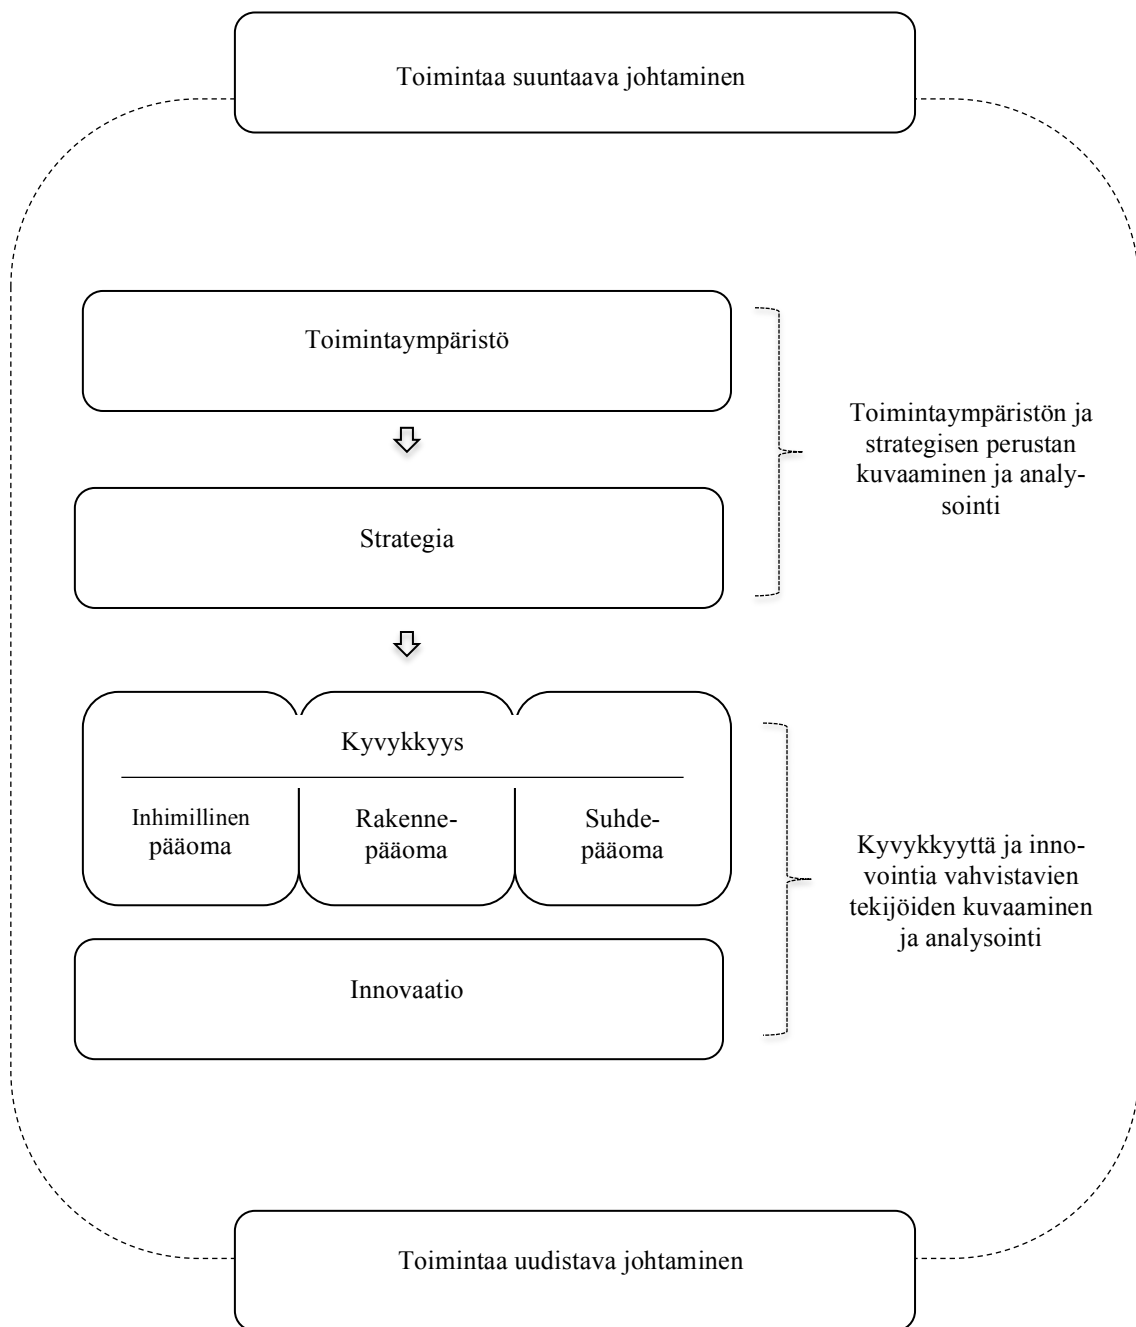 Toimintaa suuntaava johtaminen
Toimintaympäristö
Toimintaympäristön ja
strategisen perustan
kuvaaminen ja analy-
sointi
Strategia
Kyvykkyys
Inhimillinen
pääoma
Rakenne-
pääoma
Suhde-
pääoma
Kyvykkyyttä ja inno-
vointia vahvistavien
tekijöiden kuvaaminen
ja analysointi
Innovaatio
Toimintaa uudistava johtaminen